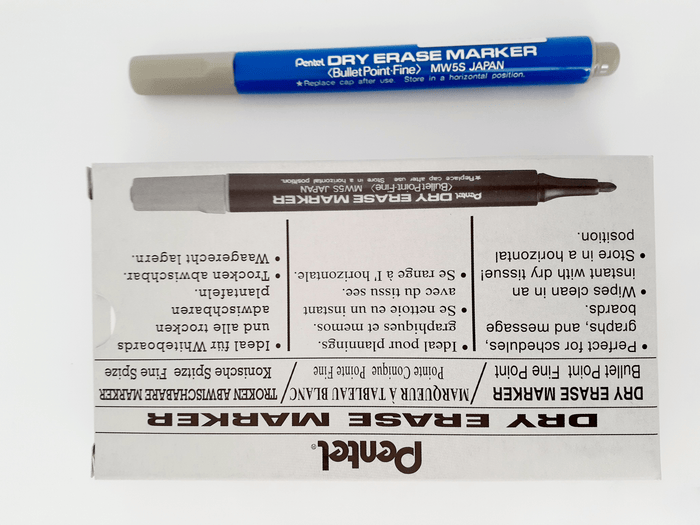 Pentel DRY ERASE MARKER
〈Bullet Point·Fine〉 MW5S JAPAN
★Replace cap after use. Store in a horizontal position.
Pentel®
DRY ERASE MARKER
DRY ERASE MARKER
Bullet Point Fine Point
MARQUEUR À TABLEAU BLANC
Pointe Conique Pointe Fine
TROKEN ABWISCHABARE MARKER
Konische Spitze Fine Spize
• Perfect for schedules,
graphs, and message
boards.
• Wipes clean in an
instant with dry tissue!
• Store in a horizontal
position.
• Ideal pour plannings.
graphiques et memos.
• Se nettoie eu un instant
avec du tissu sec.
• Se range à l' horizontale.
• Ideal für Whiteboards
und alle trocken
abwischbaren
plantafeln.
• Trocken abwischbar.
• Waagerecht lagern.
Pentel DRY ERASE MARKER
〈Bullet Point·Fine〉 MW5S JAPAN
★Replace cap after use. Store in a horizontal position.